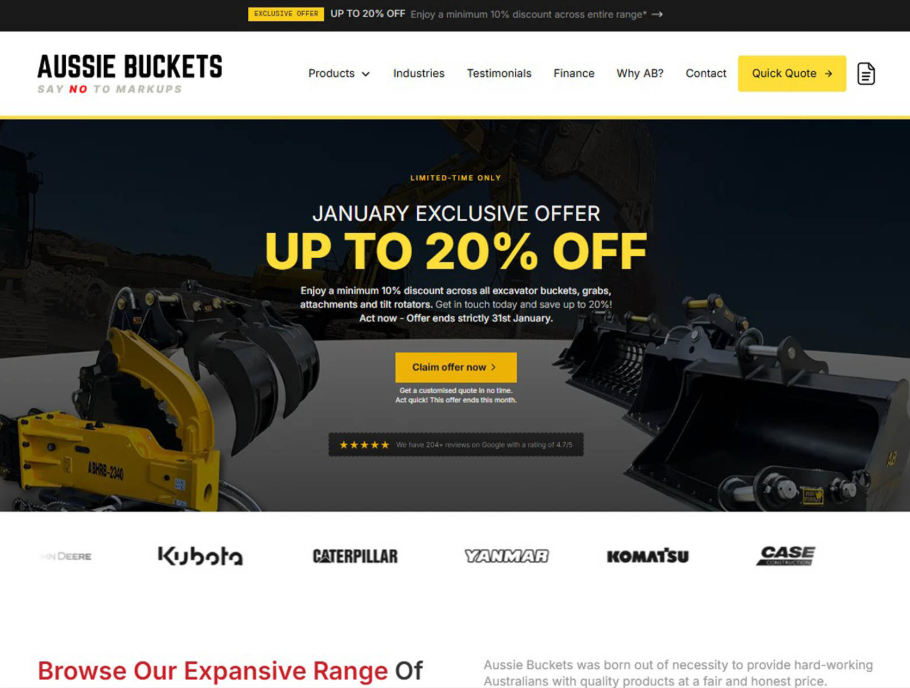 EXCLUSIVE OFFER UP TO 20% OFF Enjoy a minimum 10% discount across entire range* →
AUSSIE BUCKETS
SAY NO TO MARKUPS
Products Industries Testimonials Finance Why AB? Contact Quick Quote →
LIMITED-TIME ONLY
JANUARY EXCLUSIVE OFFER
UP TO 20% OFF
Enjoy a minimum 10% discount across all excavator buckets, grabs,
attachments and tilt rotators. Get in touch today and save up to 20%!
Act now - Offer ends strictly 31st January.
Claim offer now >
Get a customised quote in no time.
Act quick! This offer ends this month.
★★★★★ We have 204+ reviews on Google with a rating of 4.7/5
ABHRB-2340
AB
HN DEERE Kubota CATERPILLAR YANMAR KOMATSU CASE
CONSTRUCTION
Browse Our Expansive Range Of
Aussie Buckets was born out of necessity to provide hard-working
Australians with quality products at a fair and honest price.